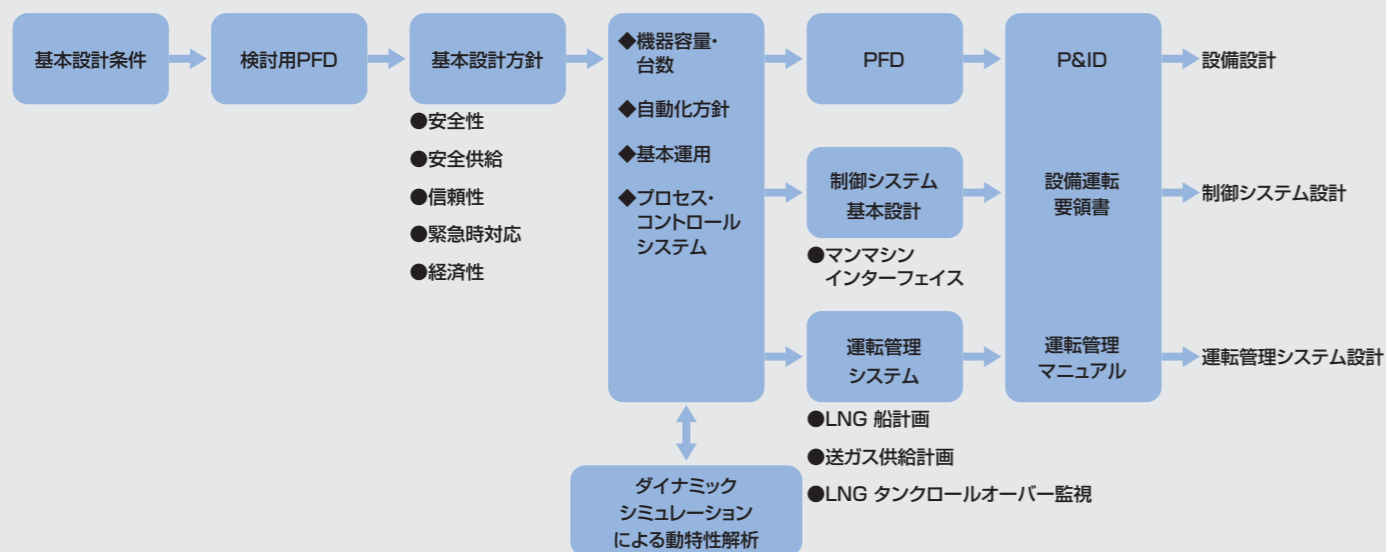 基本設計条件
検討用PFD
基本設計方針
●安全性
●安全供給
●信頼性
●緊急時対応
●経済性
◆機器容量・
台数
◆自動化方針
◆基本運用
◆プロセス・
コントロール
システム
ダイナミック
シミュレーション
による動特性解析
PFD
制御システム
基本設計
●マンマシン
インターフェイス
運転管理
システム
●LNG 船計画
●送ガス供給計画
●LNG タンクロールオーバー監視
P&ID
設備運転
要領書
運転管理
マニュアル
設備設計
制御システム設計
運転管理システム設計